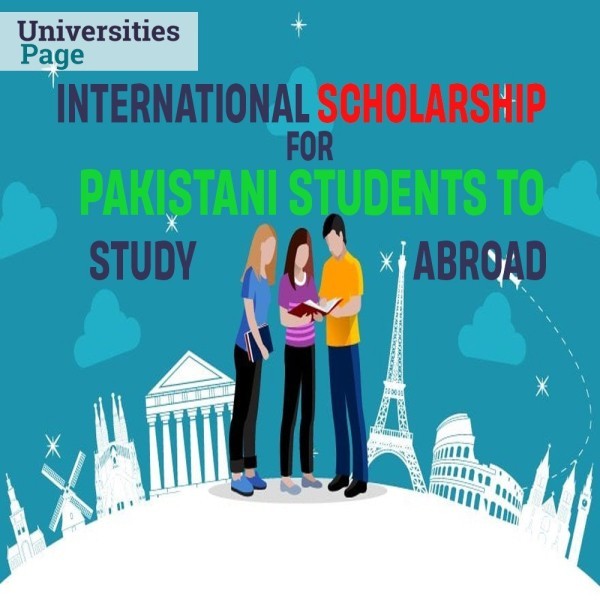 Universities
Page
INTERNATIONAL SCHOLARSHIP
FOR
PAKISTANI STUDENTS TO
STUDY ABROAD